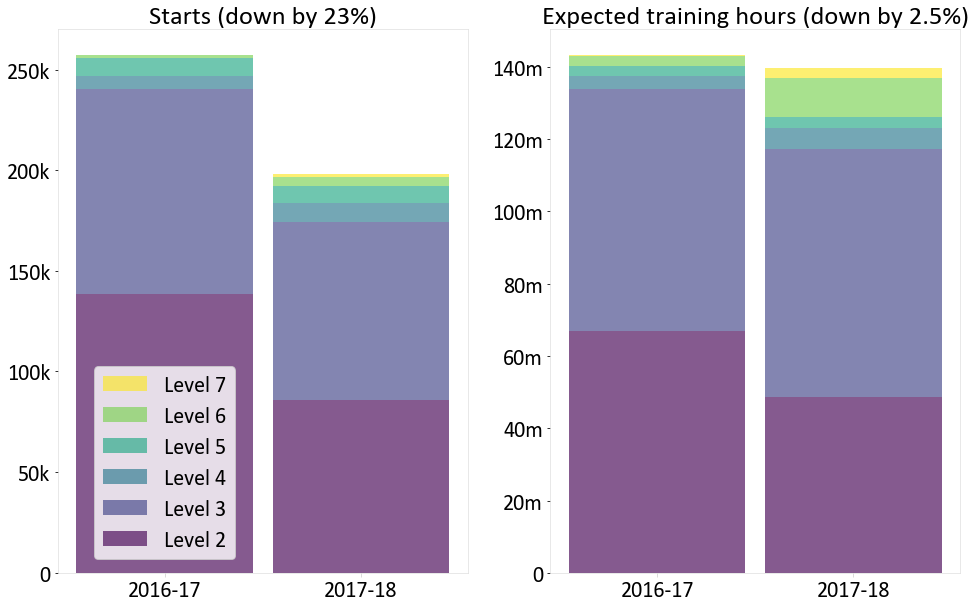 Starts (down by 23%)
250k
200k
150k
100k
50k
0
Level 7
Level 6
Level 5
Level 4
Level 3
Level 2
2016-17
2017-18
Expected training hours (down by 2.5%)
140m
120m
100m
80m
60m
40m
20m
0
2016-17
2017-18